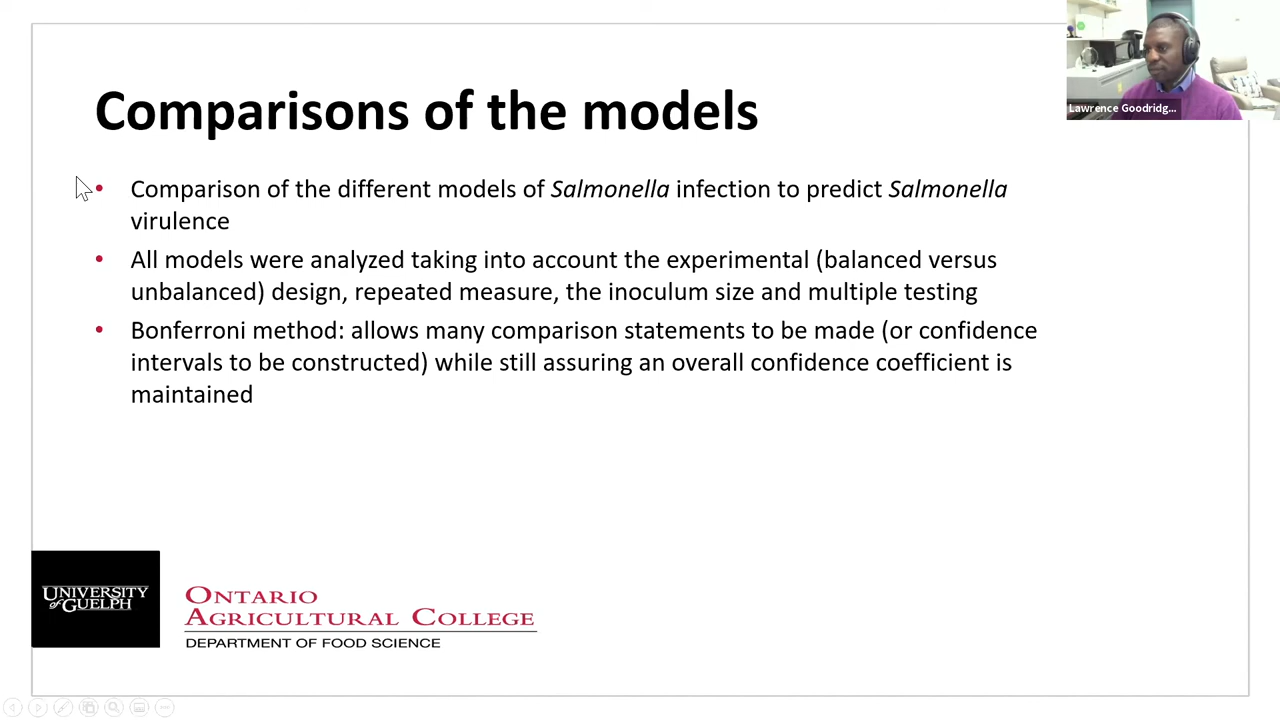 Comparisons of the models
Lawrence Goodridg...
• Comparison of the different models of Salmonella infection to predict Salmonella
virulence
• All models were analyzed taking into account the experimental (balanced versus
unbalanced) design, repeated measure, the inoculum size and multiple testing
• Bonferroni method: allows many comparison statements to be made (or confidence
intervals to be constructed) while still assuring an overall confidence coefficient is
maintained
UNIVERSITY
of GUELPH
ONTARIO
AGRICULTURAL COLLEGE
DEPARTMENT OF FOOD SCIENCE